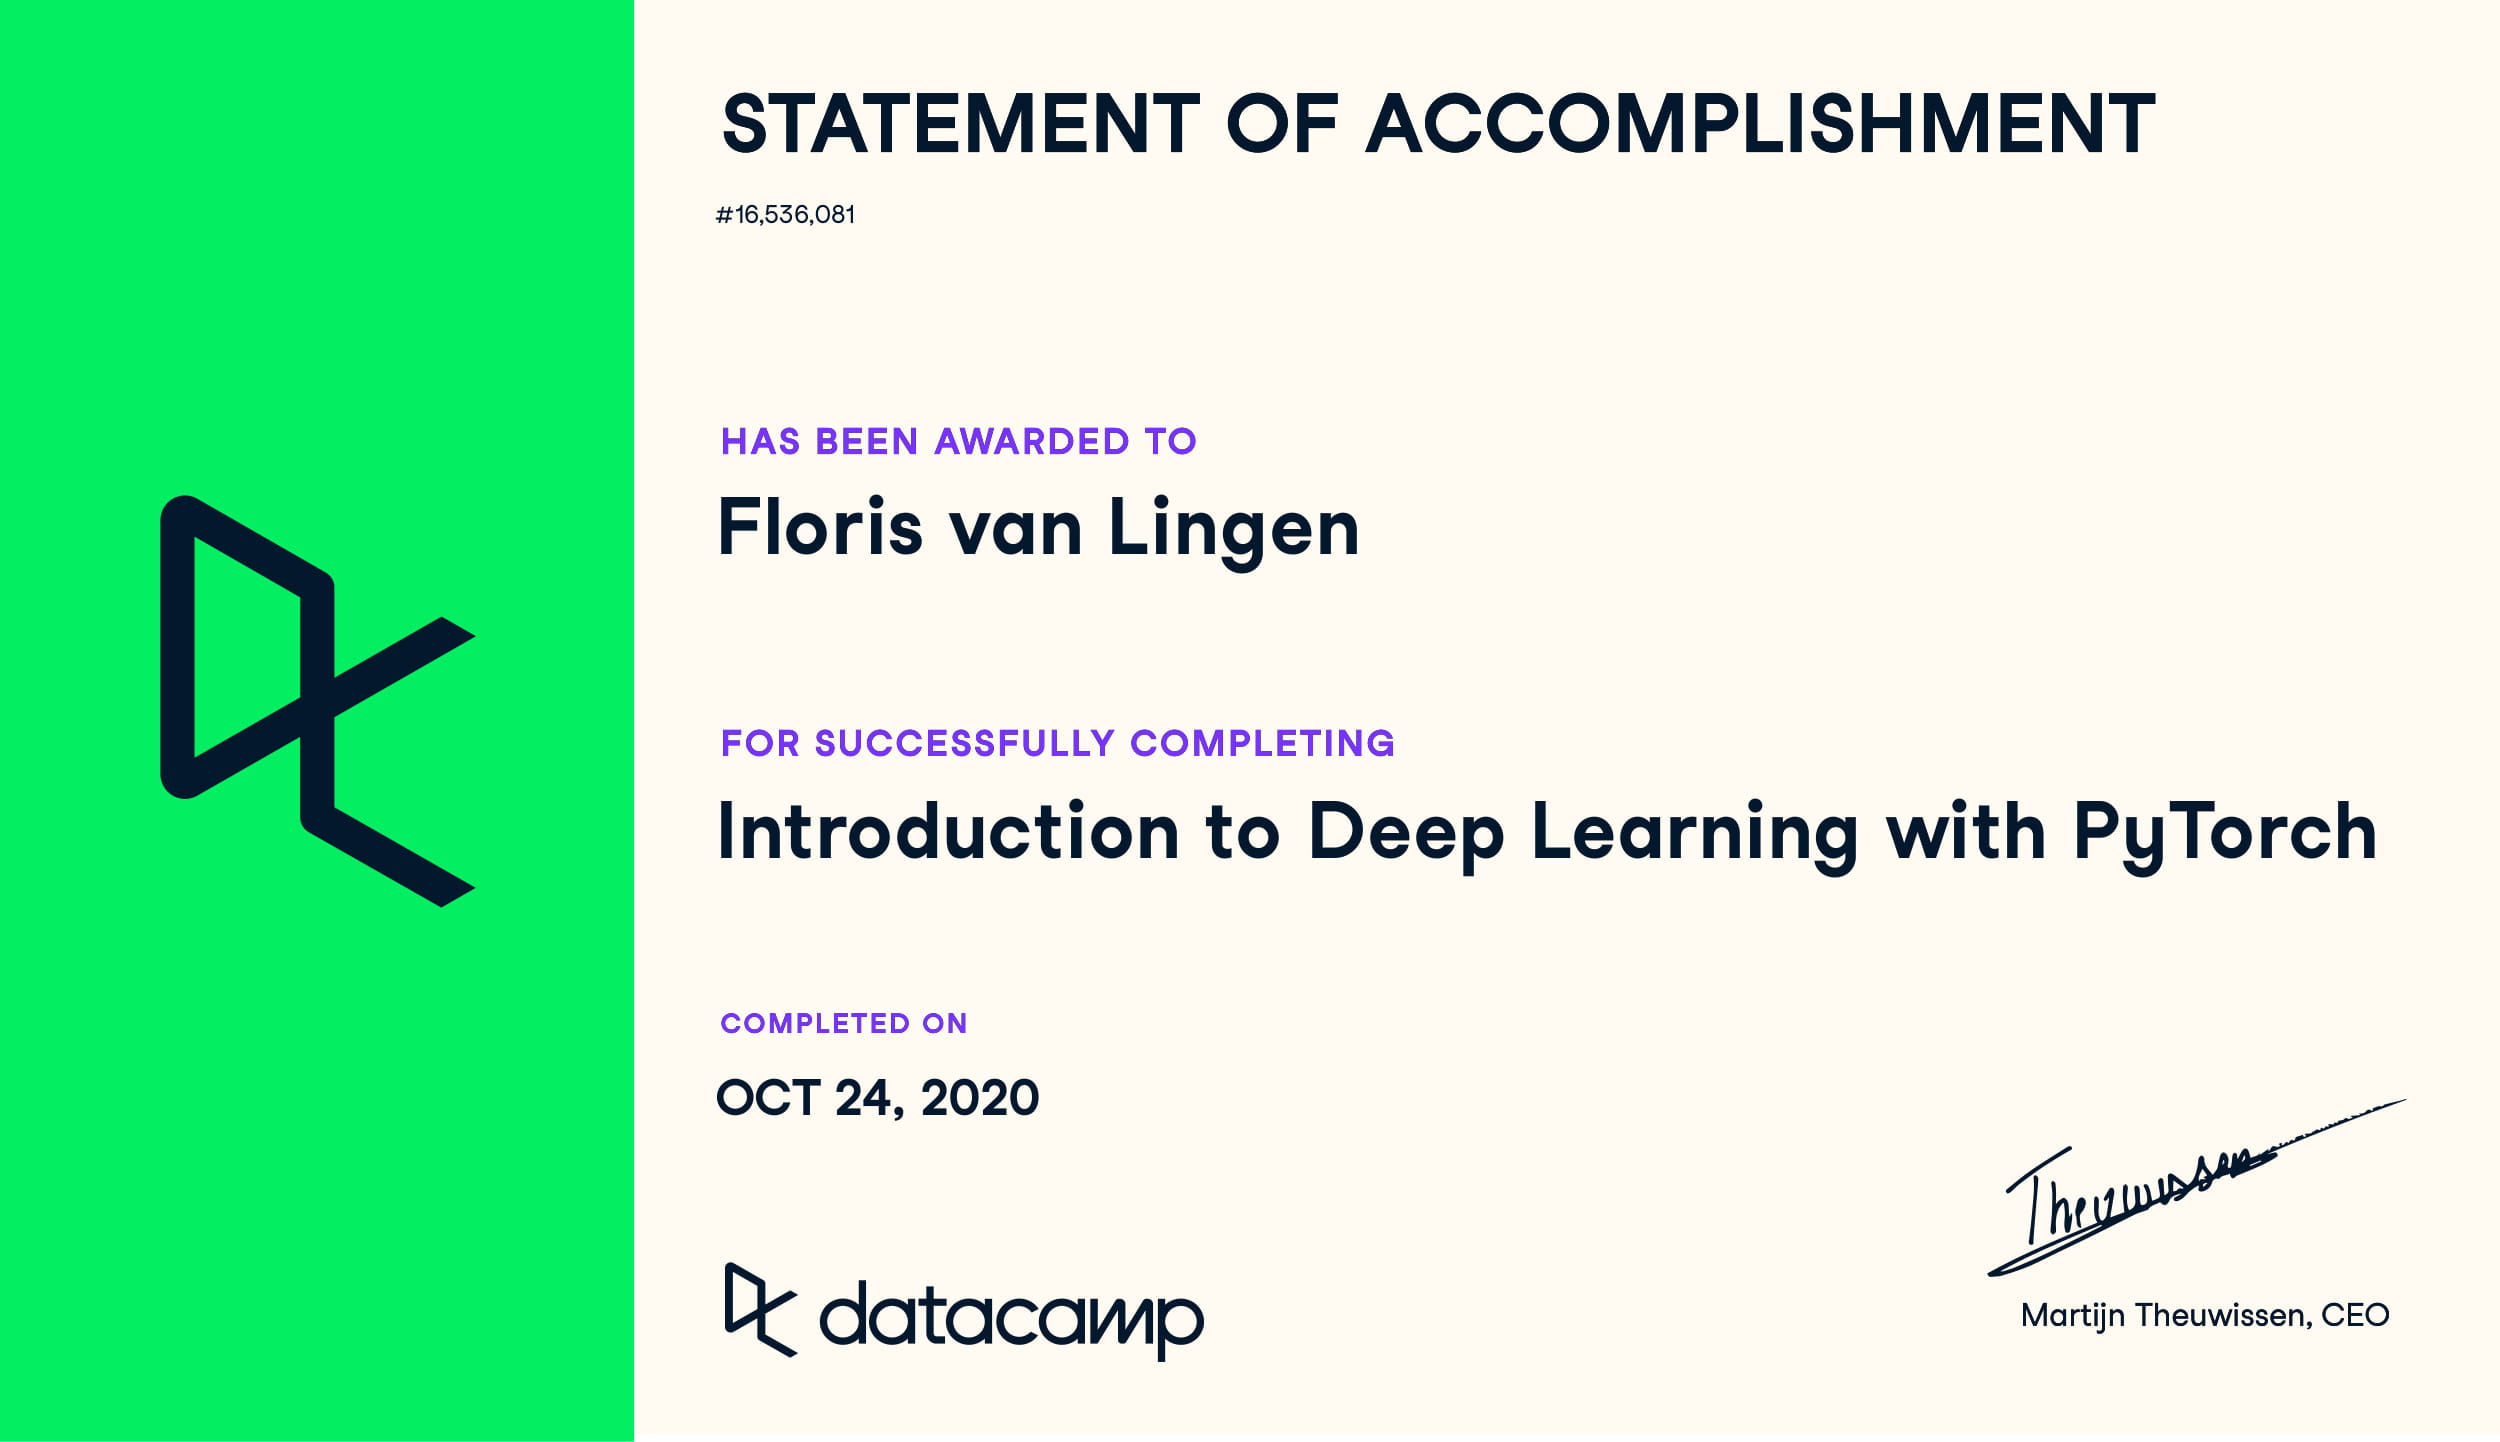 STATEMENT OF ACCOMPLISHMENT
#16,536,081
HAS BEEN AWARDED TO
Floris van Lingen
FOR SUCCESSFULLY COMPLETING
Introduction to Deep Learning with PyTorch
COMPLETED ON
OCT 24, 2020
Theuwissen
datacamp
Martijn Theuwissen, CEO